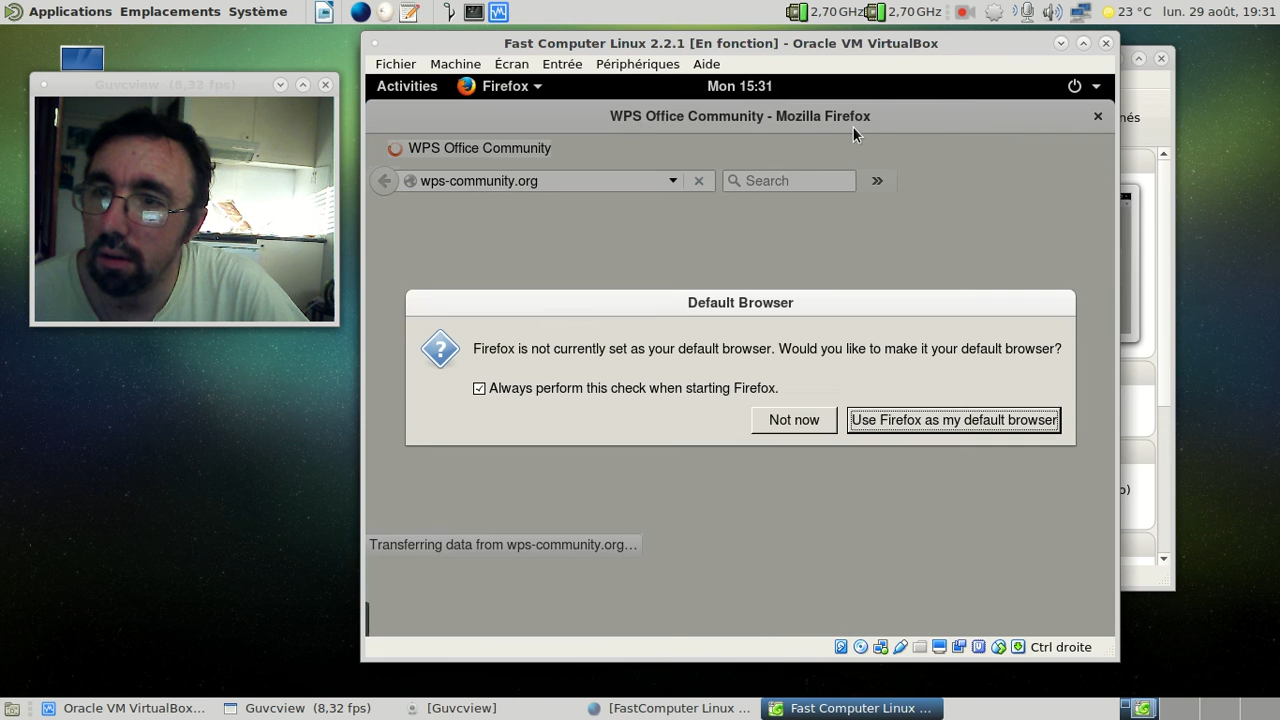 Applications Emplacements Système
2,70 GHz 2,70 GHz
23 °C lun. 29 août, 19:31
Guvcview (8,32 fps)
Fast Computer Linux 2.2.1 [En fonction] - Oracle VM VirtualBox
Fichier Machine Écran Entrée Périphériques Aide
Activities Firefox Mon 15:31
WPS Office Community - Mozilla Firefox
nés
WPS Office Community
wps-community.org Search »
Default Browser
Firefox is not currently set as your default browser. Would you like to make it your default browser?
Always perform this check when starting Firefox.
Not now Use Firefox as my default browser
o)
Transferring data from wps-community.org…
Ctrl droite
Oracle VM VirtualBox... Guvcview (8,32 fps) [Guvcview] [FastComputer Linux ... Fast Computer Linux ...